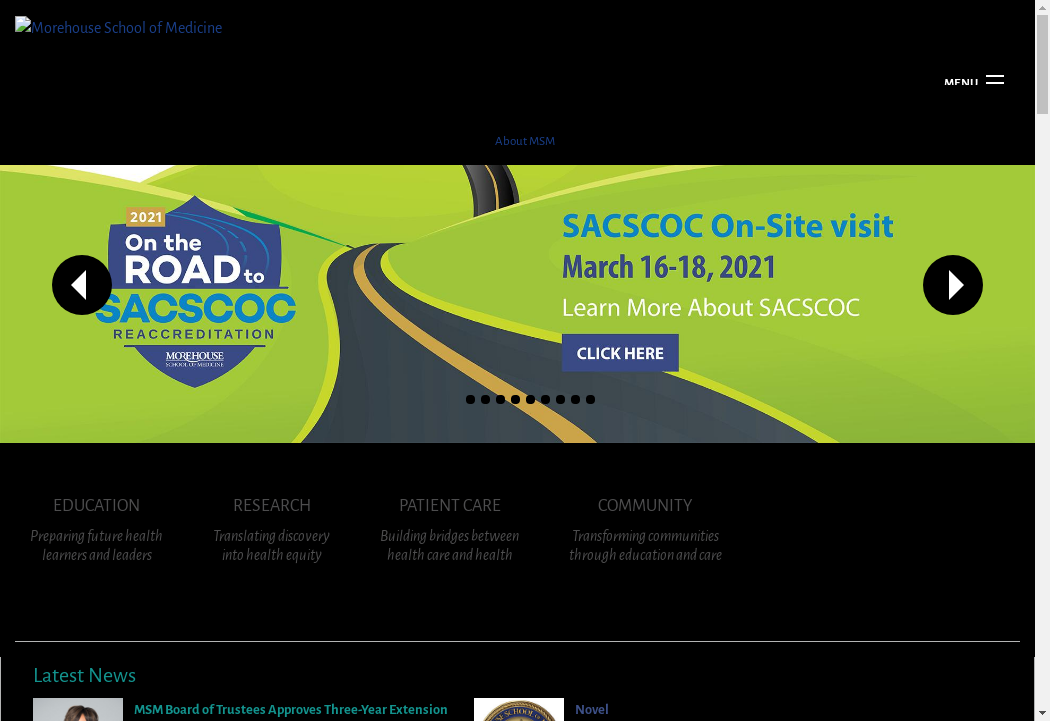 Morehouse School of Medicine
MENU
About MSM
2021
On the
ROAD to
SACSCOC
REACCREDITATION
MOREHOUSE
SCHOOL OF MEDICINE
SACSCOC On-Site visit
March 16-18, 2021
Learn More About SACSCOC
CLICK HERE
EDUCATION
Preparing future health
learners and leaders
RESEARCH
Translating discovery
into health equity
PATIENT CARE
Building bridges between
health care and health
COMMUNITY
Transforming communities
through education and care
Latest News
MSM Board of Trustees Approves Three-Year Extension
Novel